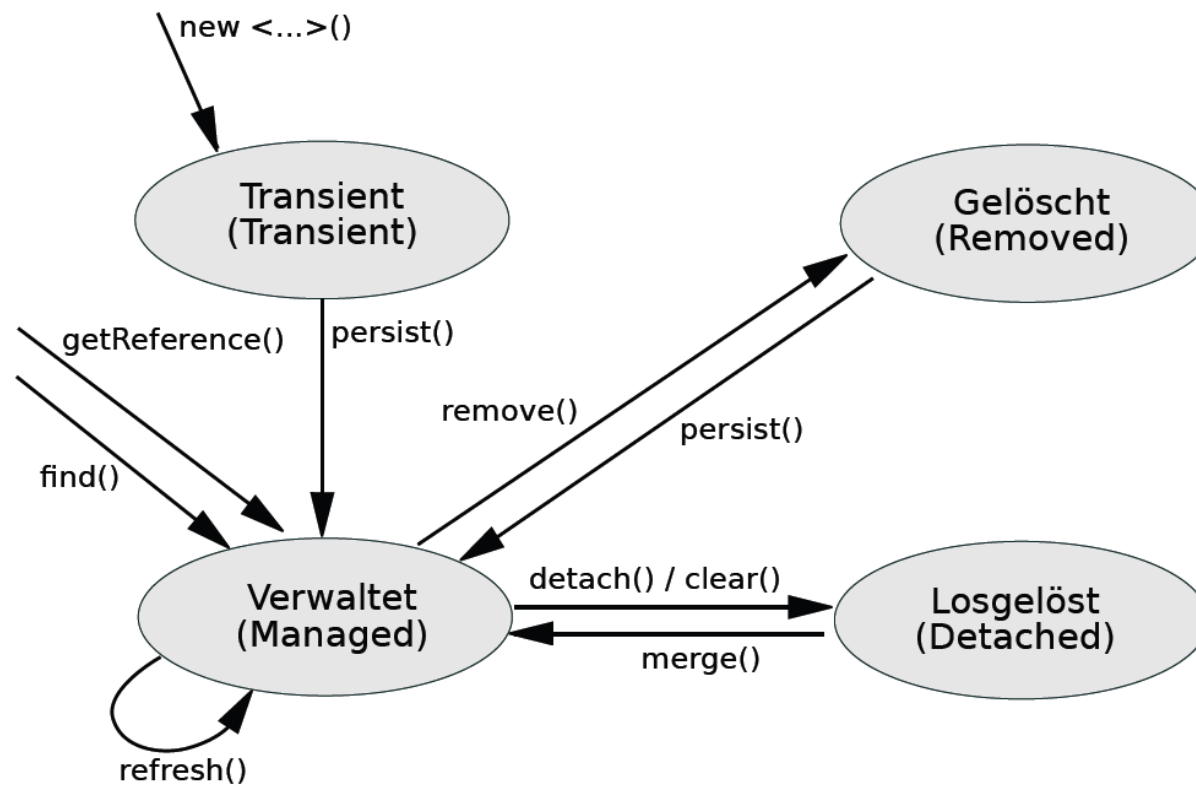 new <...>()
Transient
(Transient)
Gelöscht
(Removed)
getReference()
persist()
remove()
persist()
find()
detach() / clear()
Verwaltet
(Managed)
Losgelöst
(Detached)
merge()
refresh()